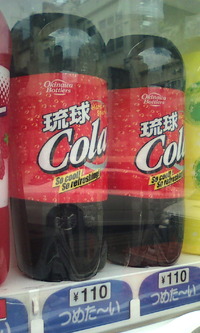 Okinawa
Bottlers
琉球
Cola
So cool!
So refreshing
Okinawa
Bottlers
琉球
Cola
So cool!
So refreshing
¥110
つめた〜い
¥110
つめた〜い